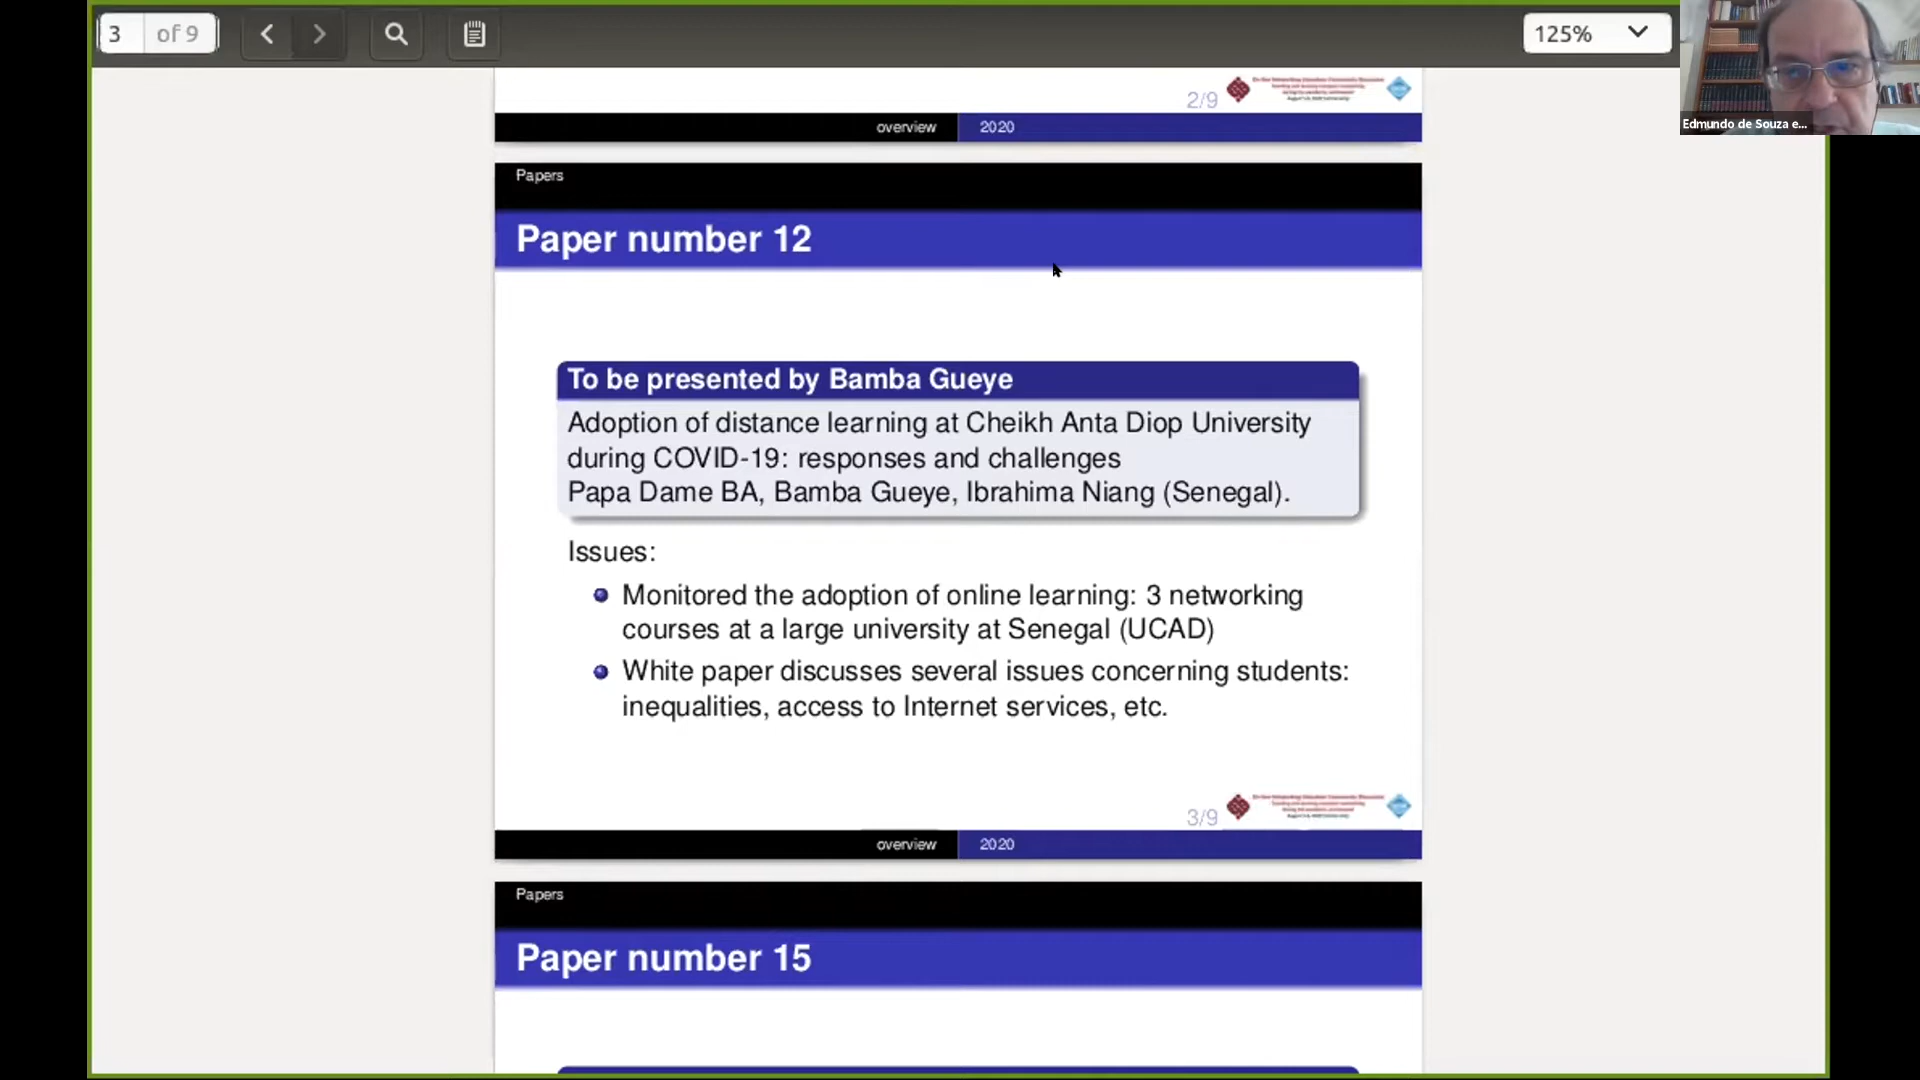 3 of 9
125%
Edmundo de Souza e...
2/9
overview 2020
Papers
Paper number 12
To be presented by Bamba Gueye
Adoption of distance learning at Cheikh Anta Diop University
during COVID-19: responses and challenges
Papa Dame BA, Bamba Gueye, Ibrahima Niang (Senegal).
Issues:
Monitored the adoption of online learning: 3 networking
courses at a large university at Senegal (UCAD)
White paper discusses several issues concerning students:
inequalities, access to Internet services, etc.
3/9
overview 2020
Papers
Paper number 15